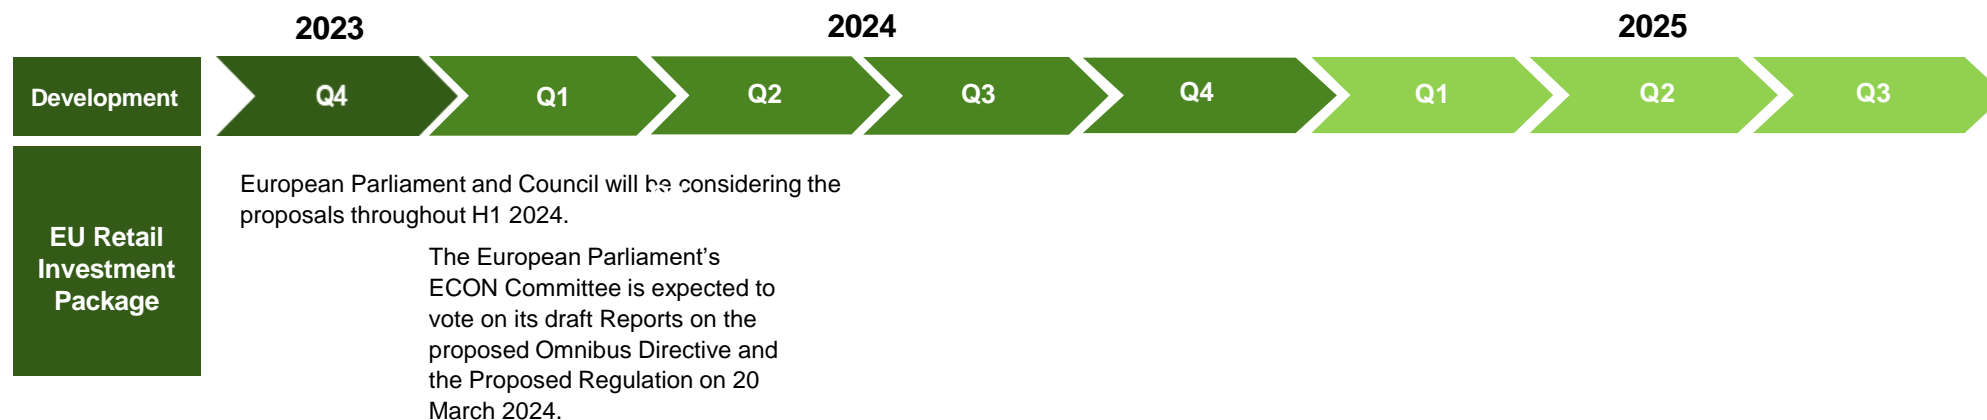 2023 2024 2025
Development Q4 Q1 Q2 Q3 Q4 Q1 Q2 Q3
EU Retail
Investment
Package
European Parliament and Council will be considering the
proposals throughout H1 2024.
The European Parliament’s
ECON Committee is expected to
vote on its draft Reports on the
proposed Omnibus Directive and
the Proposed Regulation on 20
March 2024.